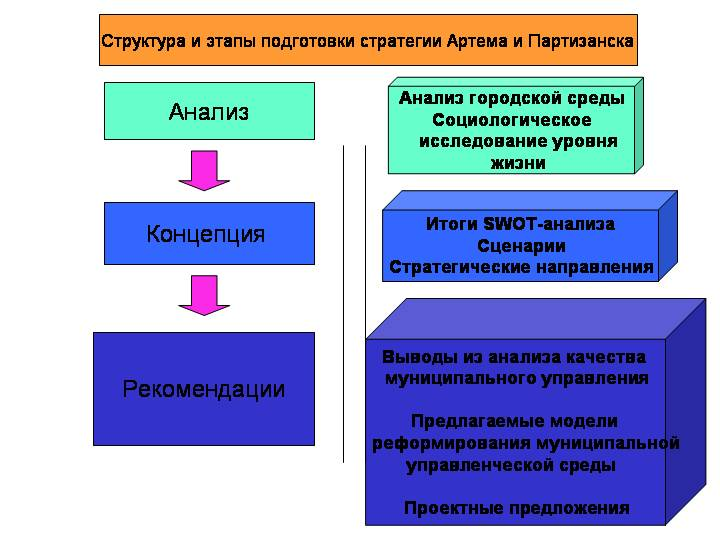 Структура и этапы подготовки стратегии Артема и Партизанска
Анализ
Анализ городской среды
Социологическое
исследование уровня
жизни
Концепция
Итоги SWOT-анализа
Сценарии
Стратегические направления
Рекомендации
Выводы из анализа качества
муниципального управления
Предлагаемые модели
реформирования муниципальной
управленческой среды
Проектные предложения